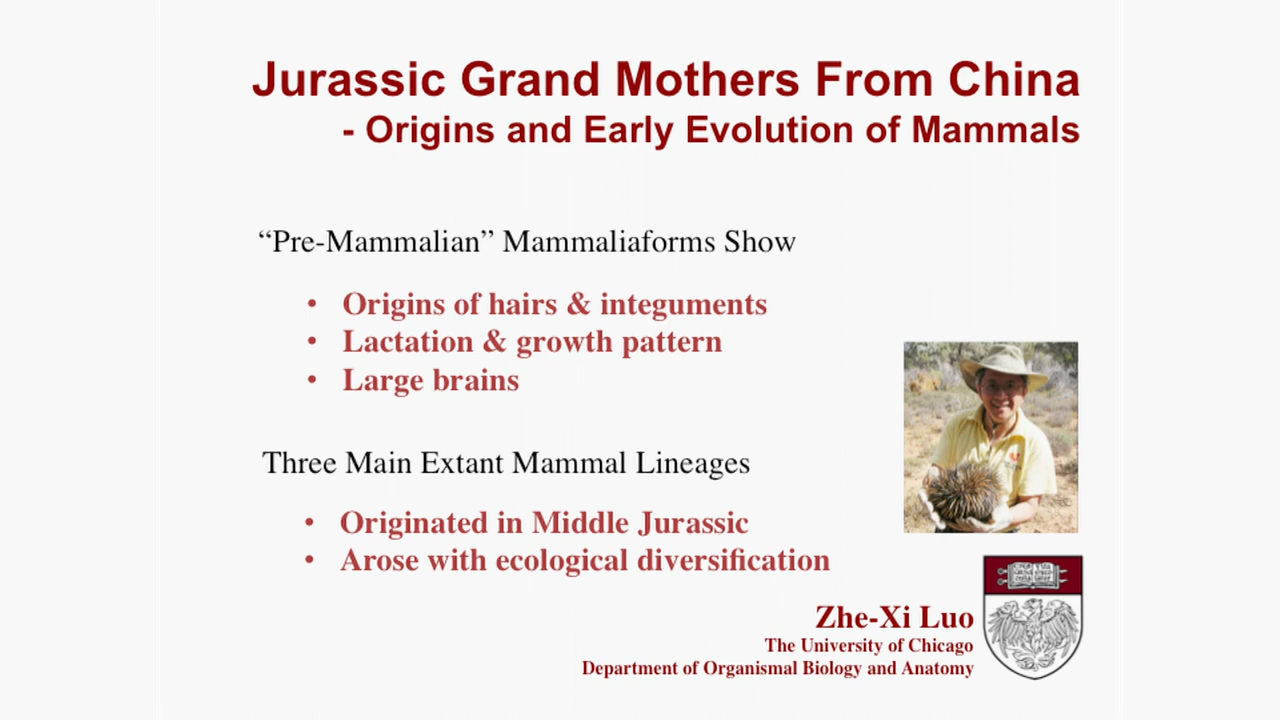 Jurassic Grand Mothers From China
- Origins and Early Evolution of Mammals
“Pre-Mammalian” Mammaliaforms Show
• Origins of hairs & integuments
• Lactation & growth pattern
• Large brains
Three Main Extant Mammal Lineages
• Originated in Middle Jurassic
• Arose with ecological diversification
Zhe-Xi Luo
The University of Chicago
Department of Organismal Biology and Anatomy